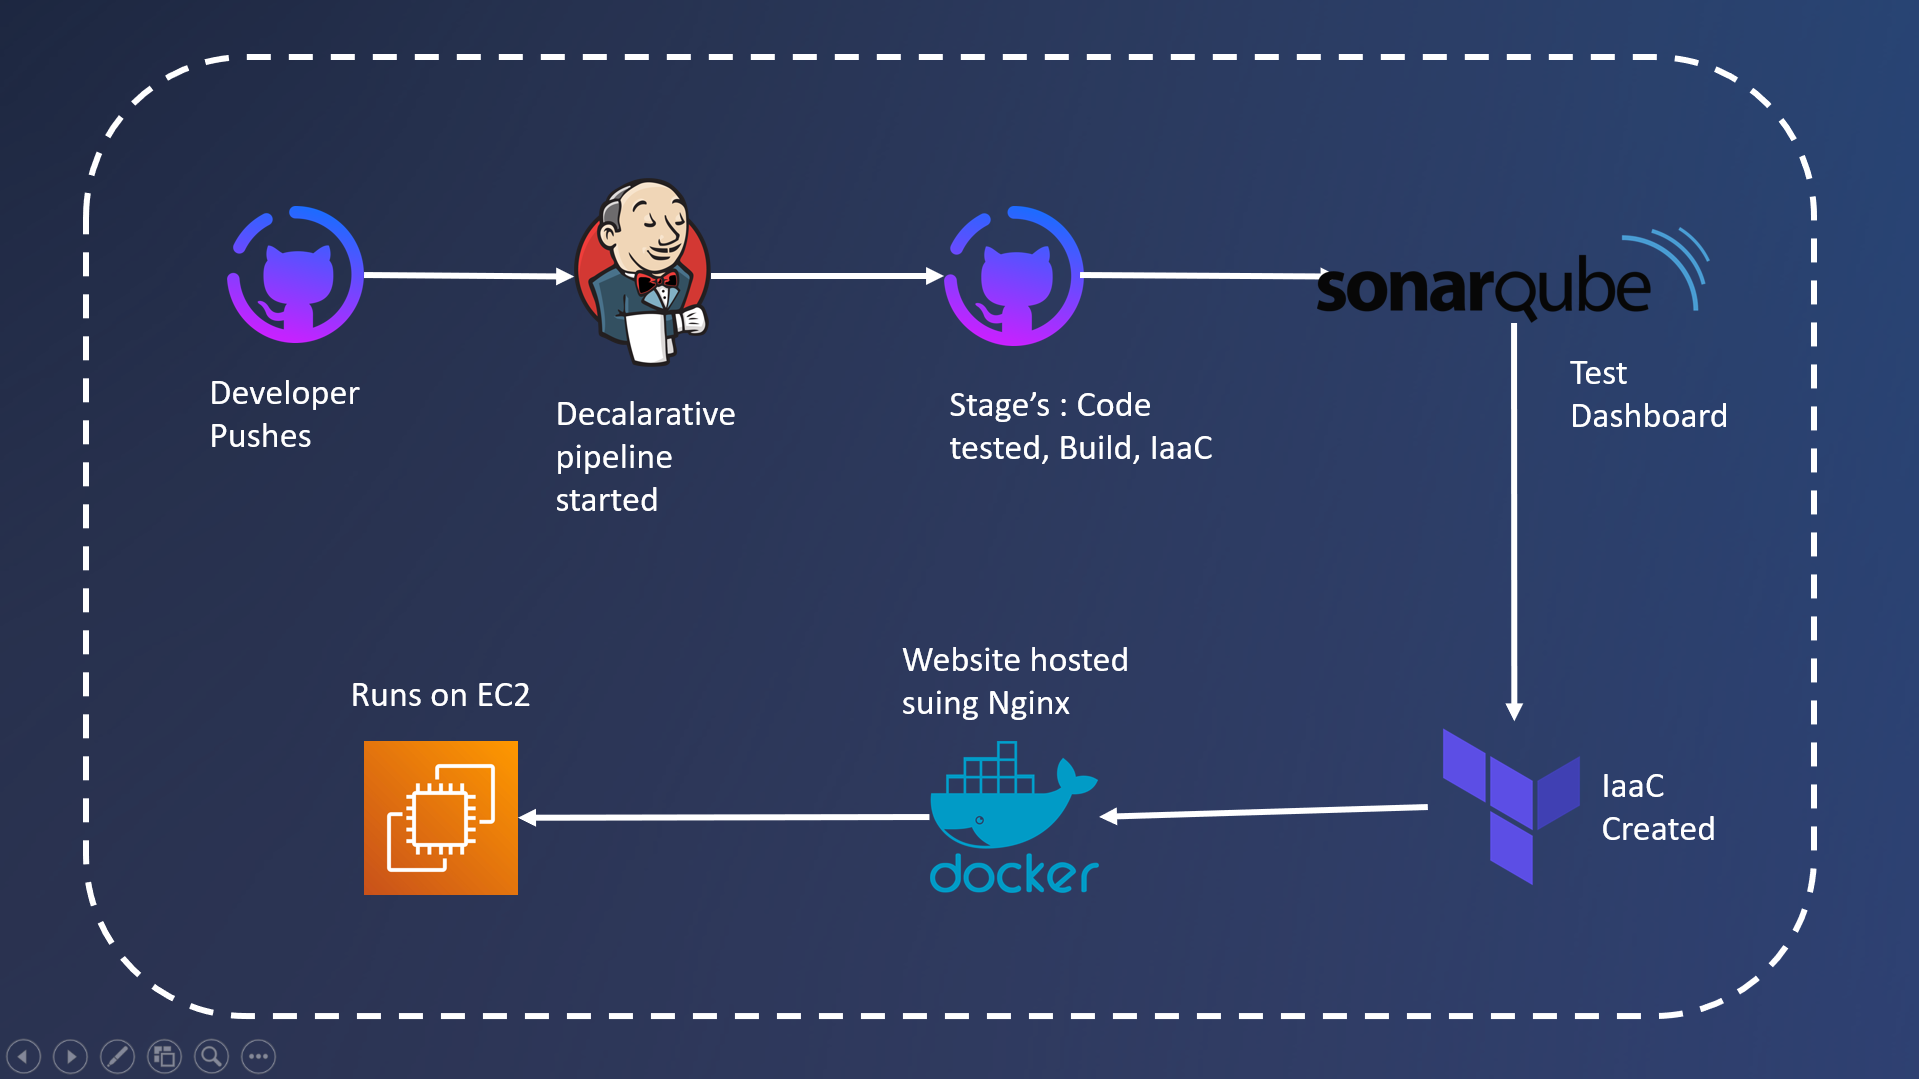 sonarqube
Developer
Pushes
Decalarative
pipeline
started
Stage's : Code
tested, Build, IaaC
Test
Dashboard
Runs on EC2
Website hosted
suing Nginx
docker
IaaC
Created